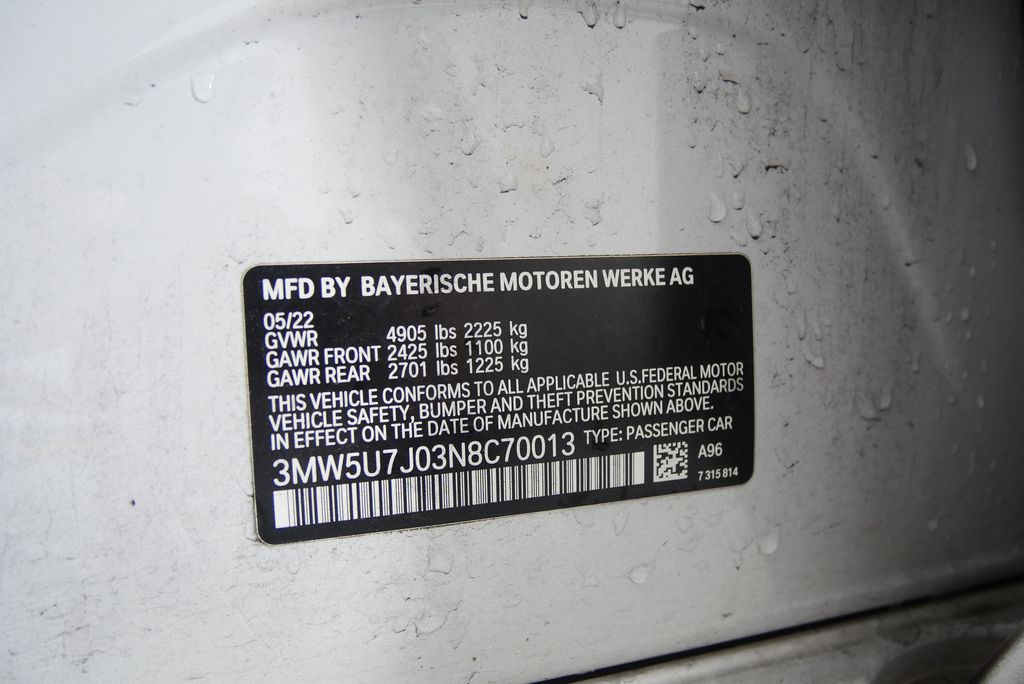 MFD BY BAYERISCHE MOTOREN WERKE AG
05/22
GVWR 4905 lbs 2225 kg
GAWR FRONT 2425 lbs 1100 kg
GAWR REAR 2701 lbs 1225 kg
THIS VEHICLE CONFORMS TO ALL APPLICABLE U.S.FEDERAL MOTOR
VEHICLE SAFETY, BUMPER AND THEFT PREVENTION STANDARDS
IN EFFECT ON THE DATE OF MANUFACTURE SHOWN ABOVE.
3MW5U7J03N8C70013 TYPE: PASSENGER CAR
A96
7 315 814